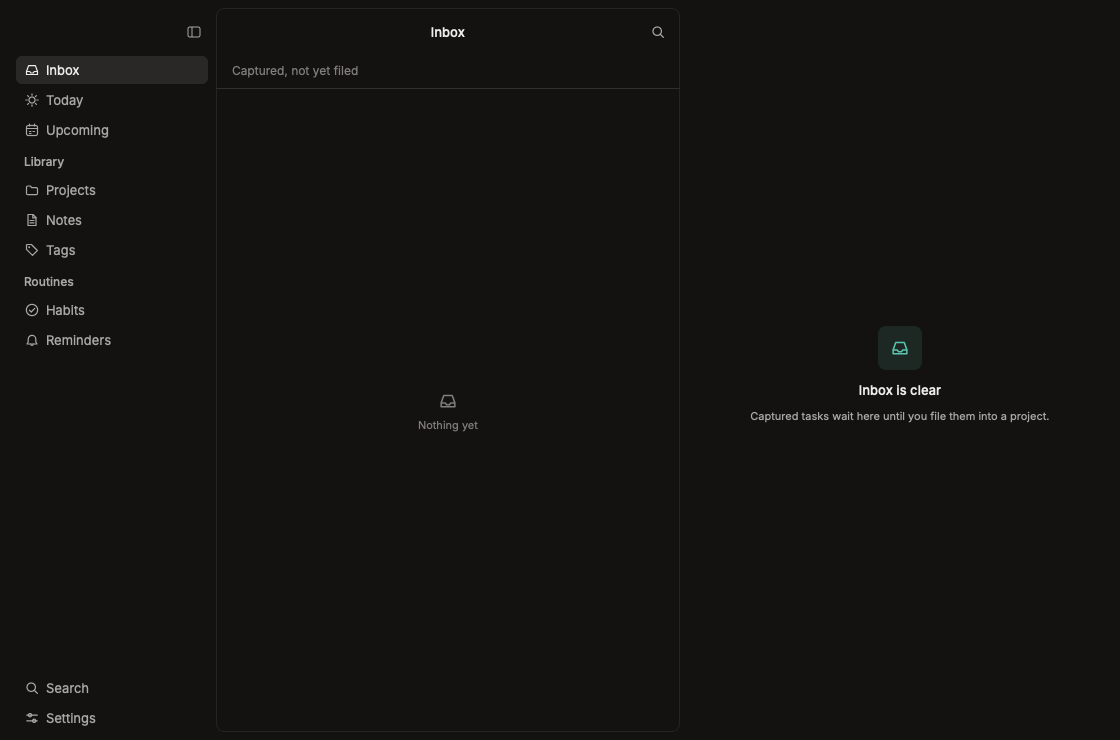 Inbox
Today
Upcoming
Library
Projects
Notes
Tags
Routines
Habits
Reminders
Search
Settings
Inbox
Captured, not yet filed
Nothing yet
Inbox is clear
Captured tasks wait here until you file them into a project.